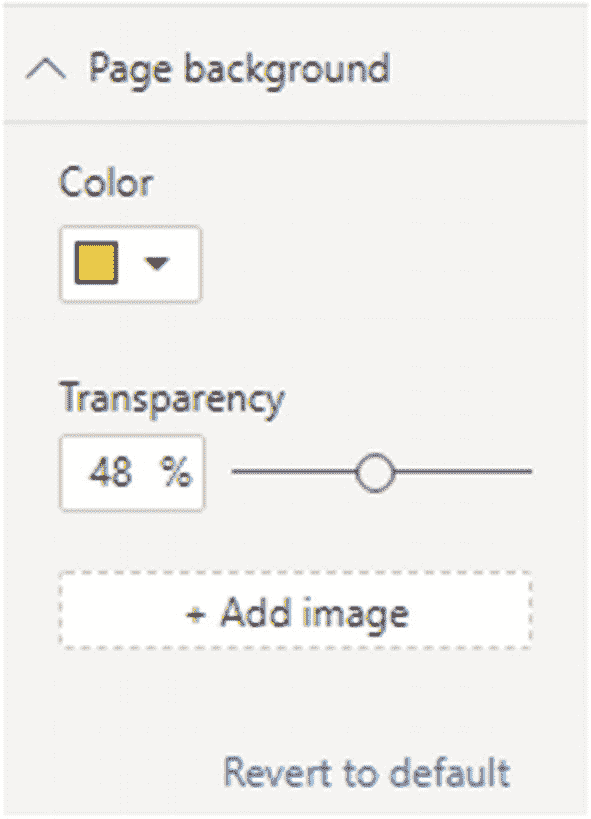 Page background
Color
Transparency
48 %
+ Add image
Revert to default